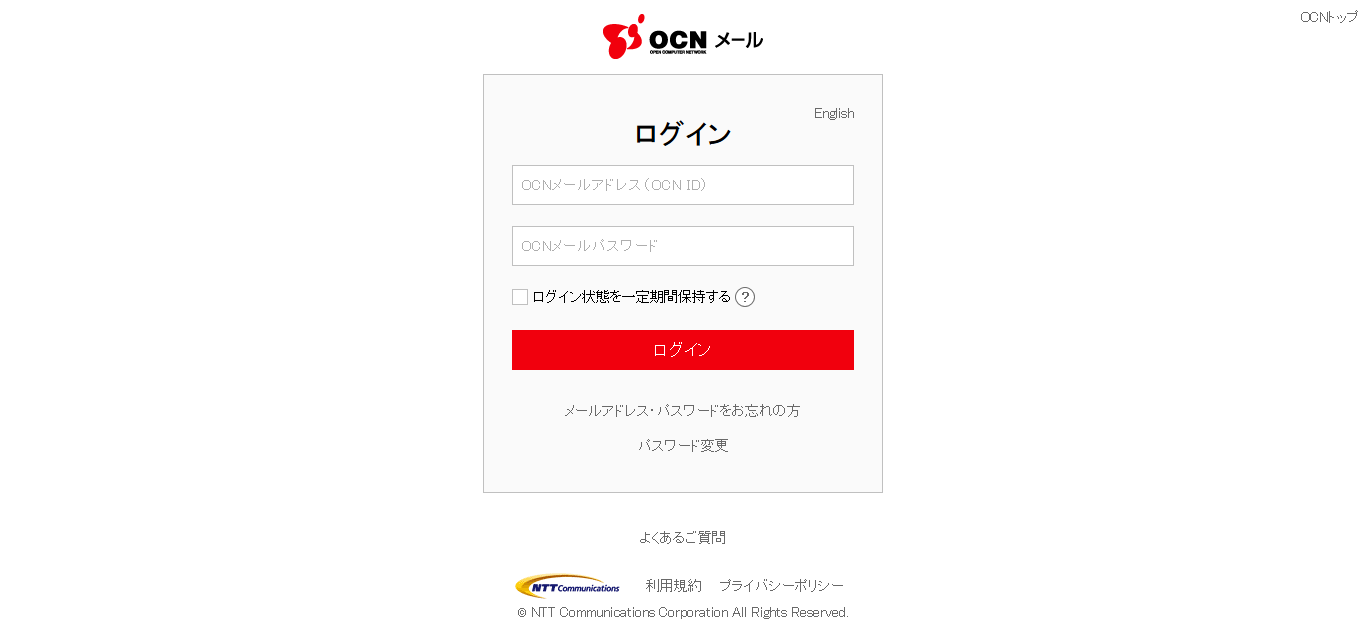 OCNトップ
OCN メール
OPEN COMPUTER NETWORK
English
ログイン
OCNメールアドレス（OCN ID）
OCNメールパスワード
ログイン状態を一定期間保持する ?
ログイン
メールアドレス・パスワードをお忘れの方
パスワード変更
よくあるご質問
NTT Communications 利用規約 プライバシーポリシー
© NTT Communications Corporation All Rights Reserved.